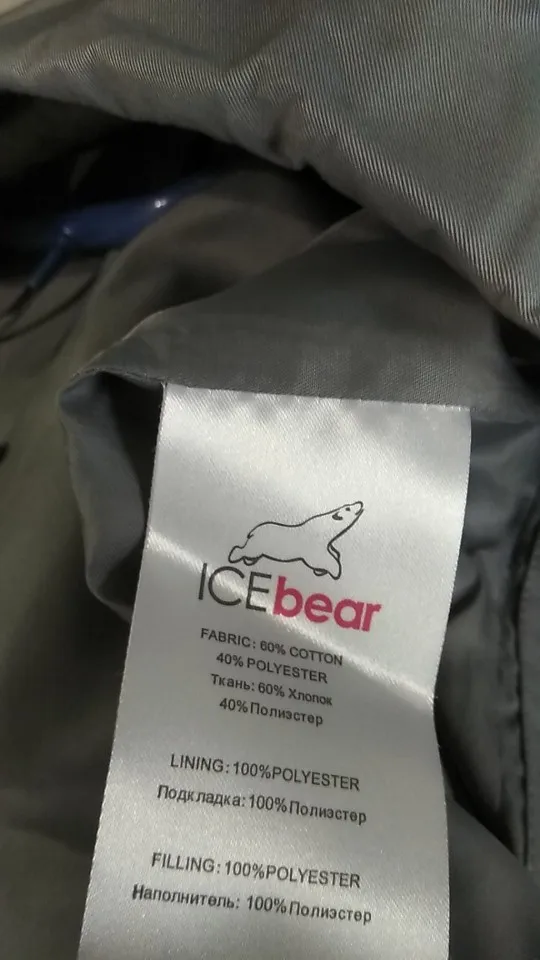 ICEbear
FABRIC: 60% COTTON
40% POLYESTER
Ткань: 60% Хлопок
40% Полиэстер
LINING: 100%POLYESTER
Подкладка: 100% Полиэстер
FILLING: 100%POLYESTER
Наполнитель: 100% Полиэстер